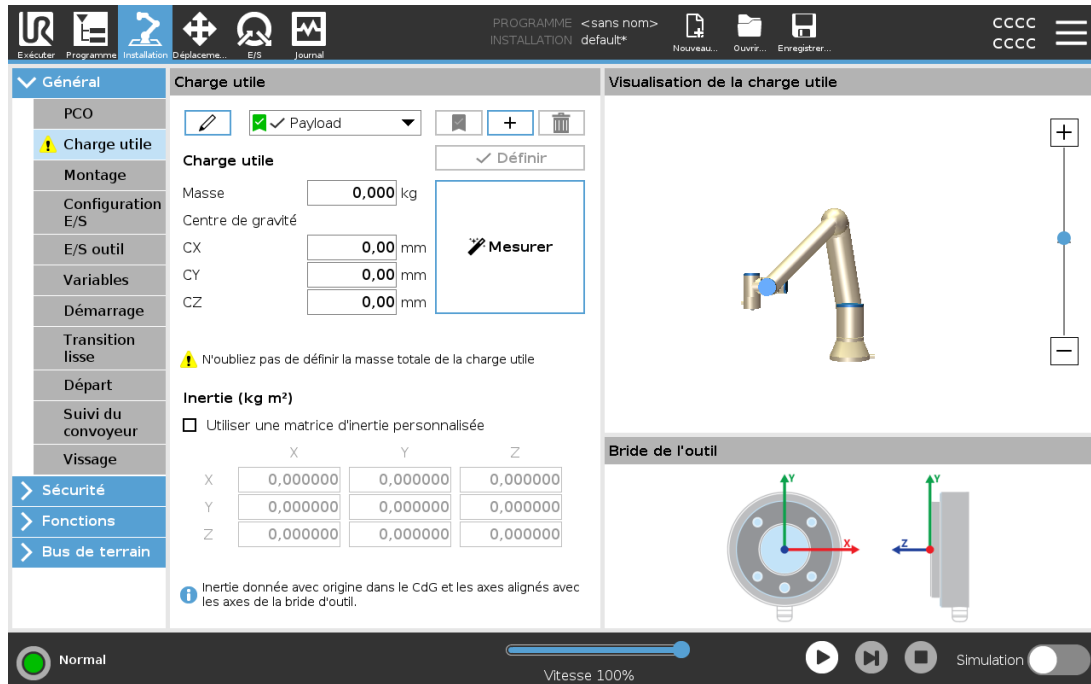 Exécuter Programme Installation Déplaceme... E/S Journal
PROGRAMME <sans nom>
INSTALLATION default*
Nouveau... Ouvrir... Enregistrer...
CCCC
CCCC
Général
PCO
Charge utile
Montage
Configuration
E/S
E/S outil
Variables
Démarrage
Transition
lisse
Départ
Suivi du
convoyeur
Vissage
Sécurité
Fonctions
Bus de terrain
Charge utile
Payload
Charge utile
Définir
Masse 0,000 kg
Centre de gravité
CX 0,00 mm
CY 0,00 mm
CZ 0,00 mm
Mesurer
N'oubliez pas de définir la masse totale de la charge utile
Inertie (kg m²)
Utiliser une matrice d'inertie personnalisée
X Y Z
X 0,000000 0,000000 0,000000
Y 0,000000 0,000000 0,000000
Z 0,000000 0,000000 0,000000
Inertie donnée avec origine dans le CdG et les axes alignés avec
les axes de la bride d'outil.
Visualisation de la charge utile
Bride de l'outil
Y Y
X Z
Normal
Vitesse 100%
Simulation